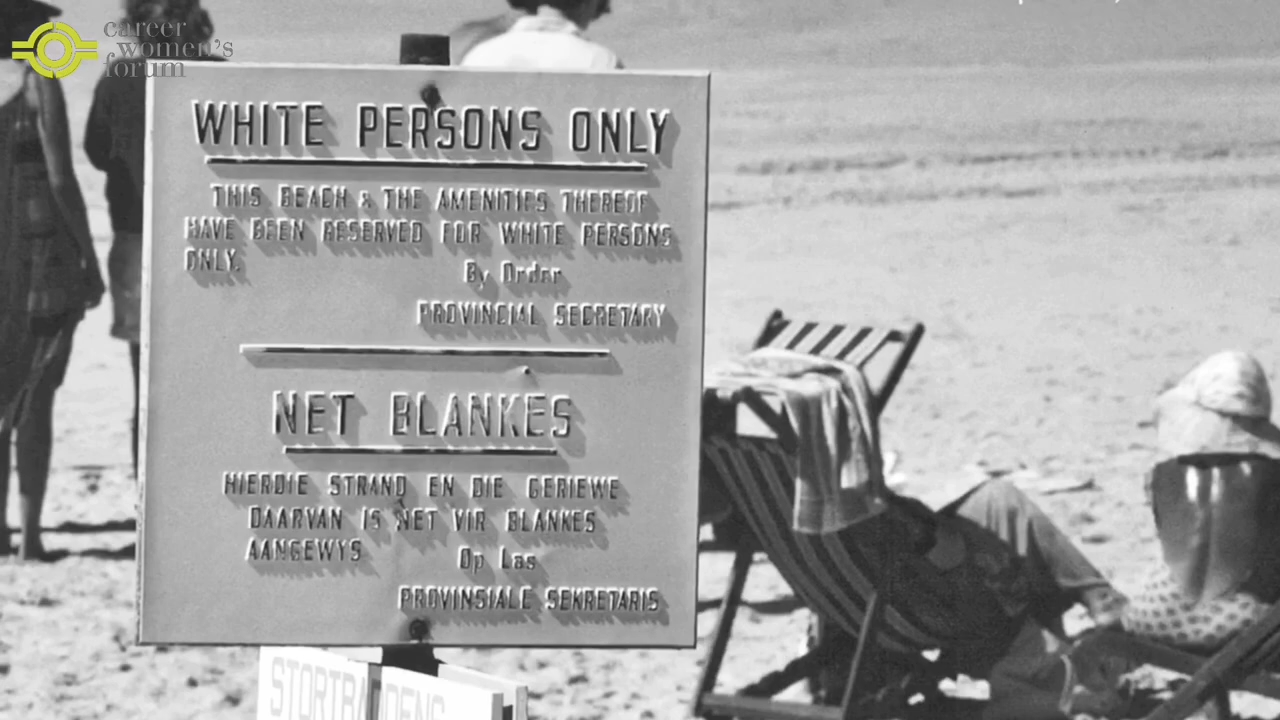 career
women's
forum
WHITE PERSONS ONLY
THIS BEACH & THE AMENITIES THEREOF
HAVE BEEN RESERVED FOR WHITE PERSONS
ONLY.
By Order
PROVINCIAL SECRETARY
NET BLANKES
HIERDIE STRAND EN DIE GERIEWE
DAARVAN IS NET VIR BLANKES
AANGEWYS
Op Las
PROVINSIALE SEKRETARIS